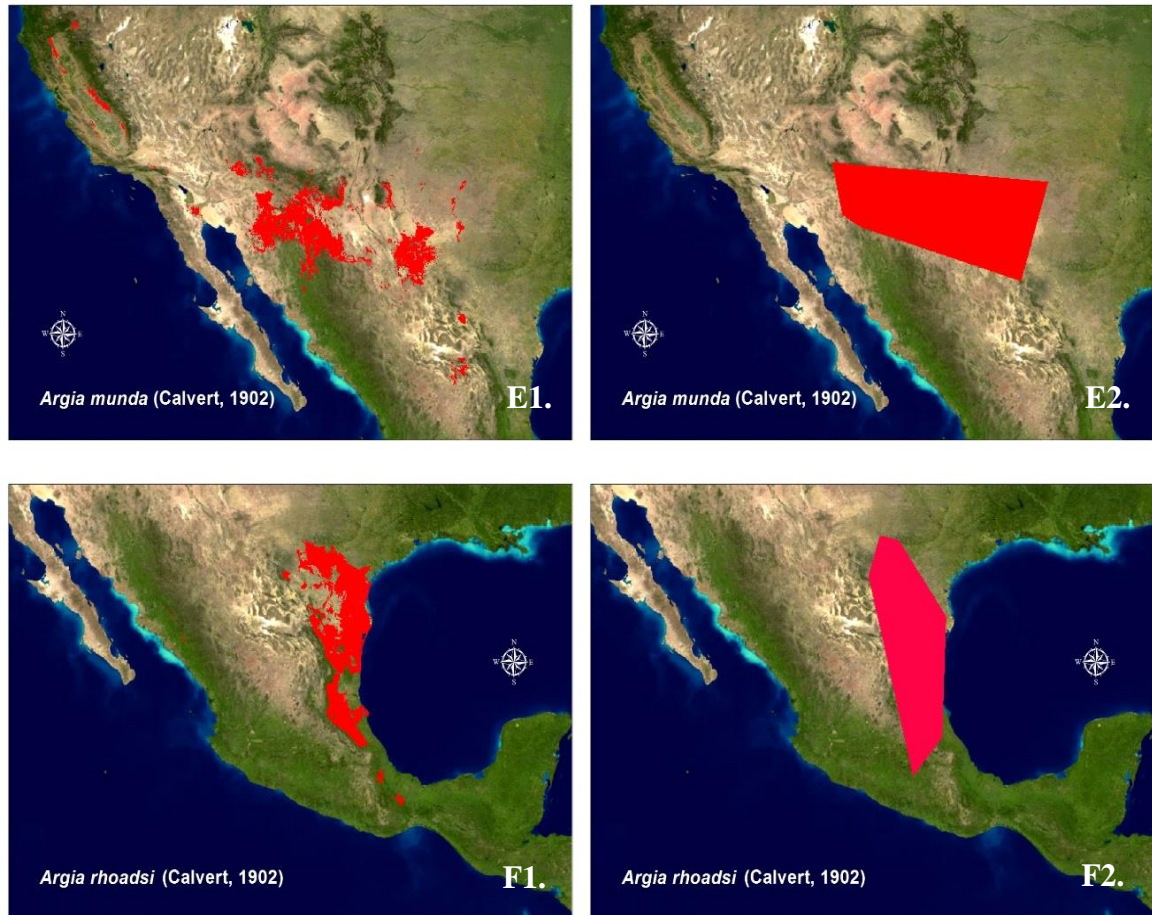 N
W E
S
Argia munda (Calvert, 1902)
E1.
N
W E
S
Argia munda (Calvert, 1902)
E2.
N
W E
S
Argia rhoadsi (Calvert, 1902)
F1.
N
W E
S
Argia rhoadsi (Calvert, 1902)
F2.